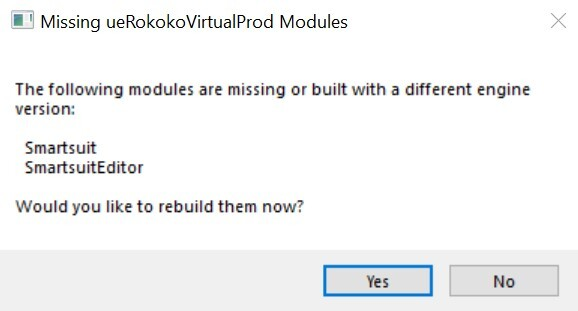 Missing ueRokokoVirtualProd Modules
The following modules are missing or built with a different engine
version:
Smartsuit
SmartsuitEditor
Would you like to rebuild them now?
Yes
No